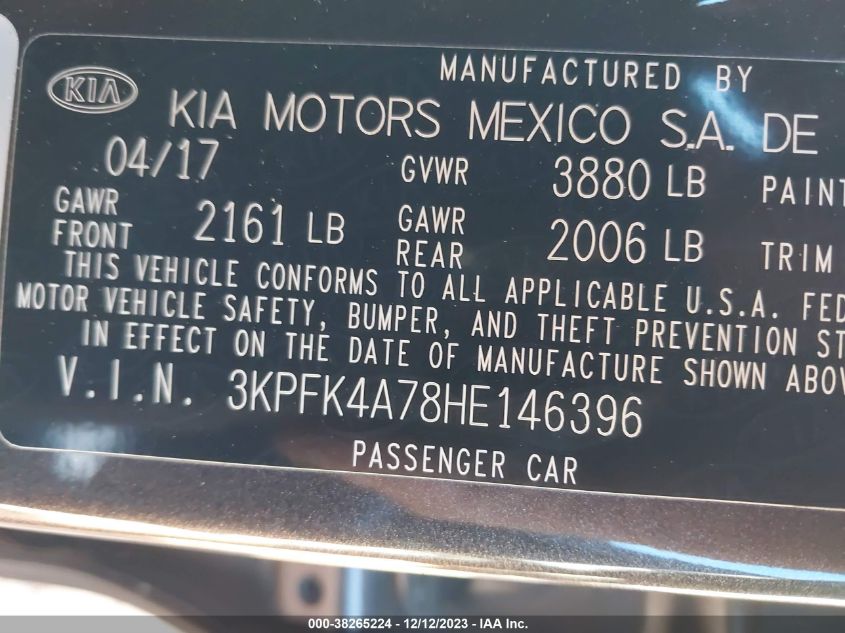 MANUFACTURED BY
KIA KIA MOTORS MEXICO S.A. DE
04/17 GVWR 3880 LB PAINT
GAWR FRONT 2161 LB GAWR REAR 2006 LB TRIM
THIS VEHICLE CONFORMS TO ALL APPLICABLE U.S.A. FED
MOTOR VEHICLE SAFETY, BUMPER, AND THEFT PREVENTION ST
IN EFFECT ON THE DATE OF MANUFACTURE SHOWN ABOV
V.I.N. 3KPFK4A78HE146396
PASSENGER CAR
000-38265224 - 12/12/2023 - IAA Inc.